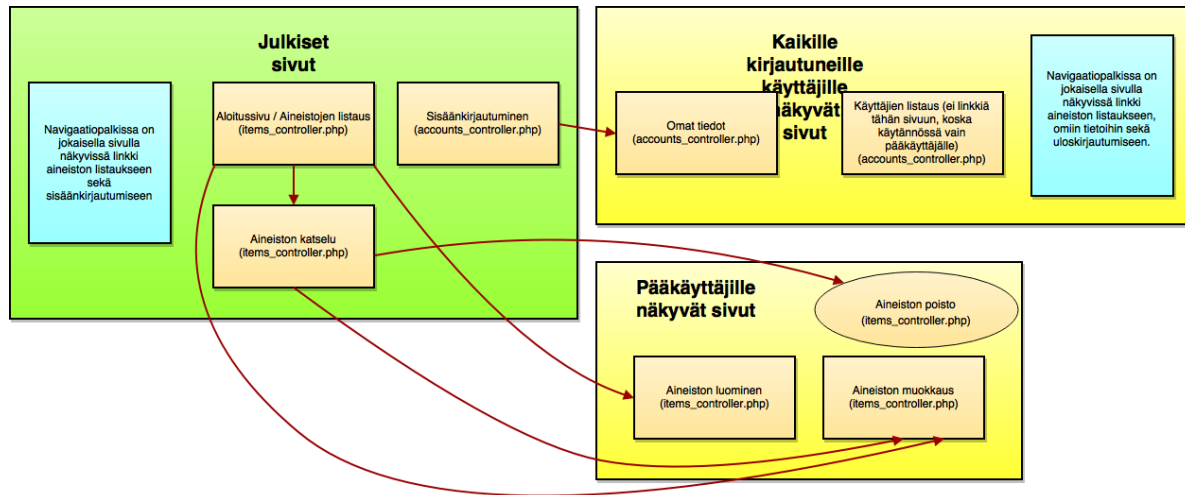 Julkiset
sivut
Navigaatiopalkissa on
jokaisella sivulla
näkyvissä linkki
aineiston listaukseen
sekä
sisäänkirjautumiseen
Aloitussivu / Aineistojen listaus
(items_controller.php)
Sisäänkirjautuminen
(accounts_controller.php)
Aineiston katselu
(items_controller.php)
Kaikille
kirjautuneille
käyttäjille
näkyvät
sivut
Omat tiedot
(accounts_controller.php)
Käyttäjien listaus (ei linkkiä
tähän sivuun, koska
käytännössä vain
pääkäyttäjälle)
(accounts_controller.php)
Navigaatiopalkissa on
jokaisella sivulla
näkyvissä linkki
aineiston listaukseen,
omiin tietoihin sekä
uloskirjautumiseen.
Pääkäyttäjille
näkyvät sivut
Aineiston poisto
(items_controller.php)
Aineiston luominen
(items_controller.php)
Aineiston muokkaus
(items_controller.php)